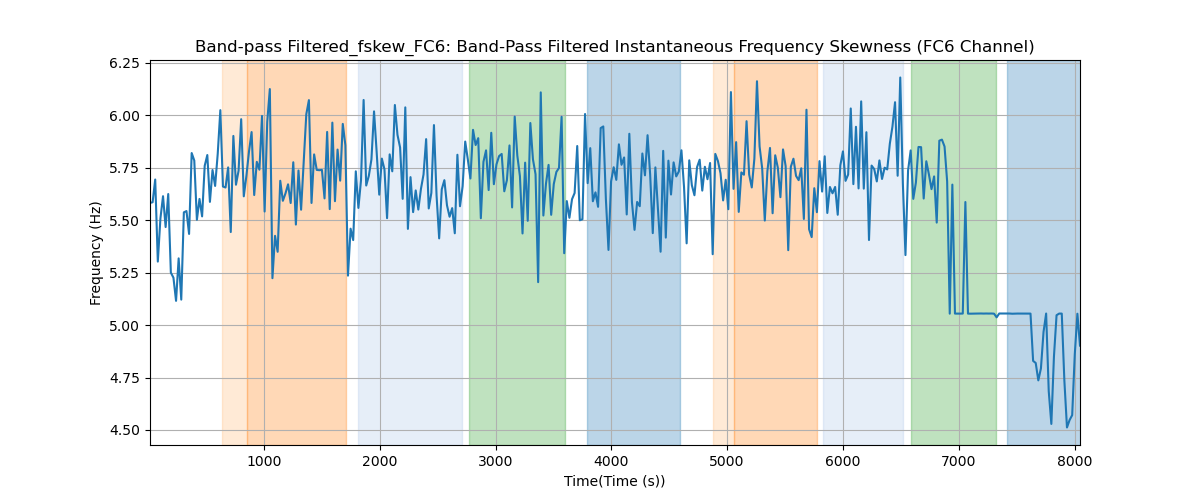 Band-pass Filtered_fskew_FC6: Band-Pass Filtered Instantaneous Frequency Skewness (FC6 Channel)
6.25
6.00
5.75
5.50
5.25
5.00
4.75
4.50
Frequency (Hz)
1000 2000 3000 4000 5000 6000 7000 8000
Time(Time (s))